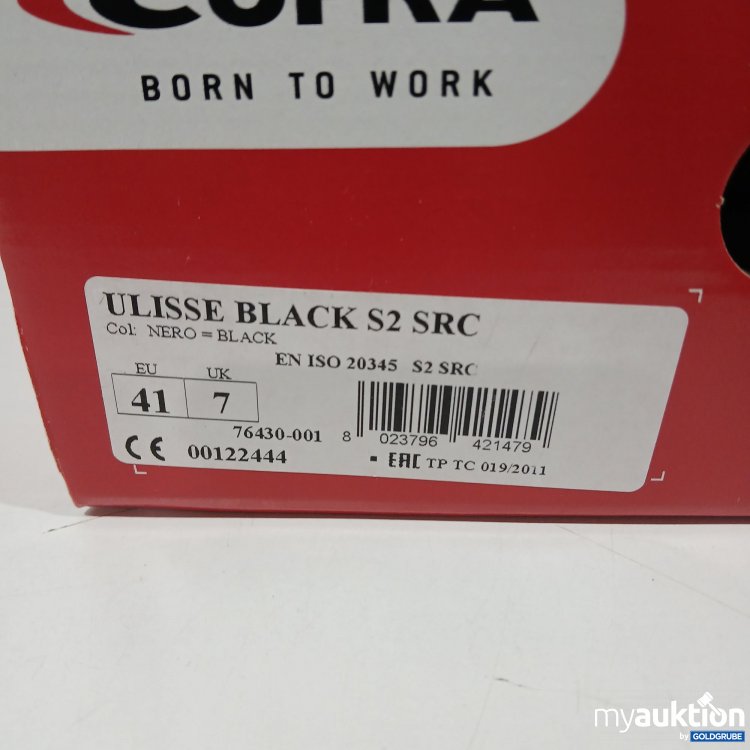 COFRA
BORN TO WORK
ULISSE BLACK S2 SRC
Col: NERO = BLACK
EN ISO 20345 S2 SRC
EU UK
41 7
76430-001
8 023796 421479
CE 00122444
- EAC TP TC 019/2011
myauktion
by GOLDGRUBE